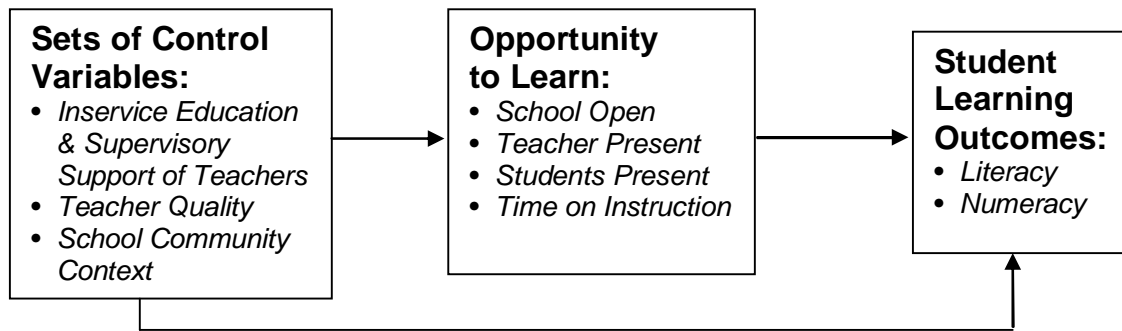 Sets of Control
Variables:
• Inservice Education
& Supervisory
Support of Teachers
• Teacher Quality
• School Community
Context
Opportunity
to Learn:
• School Open
• Teacher Present
• Students Present
• Time on Instruction
Student
Learning
Outcomes:
• Literacy
• Numeracy